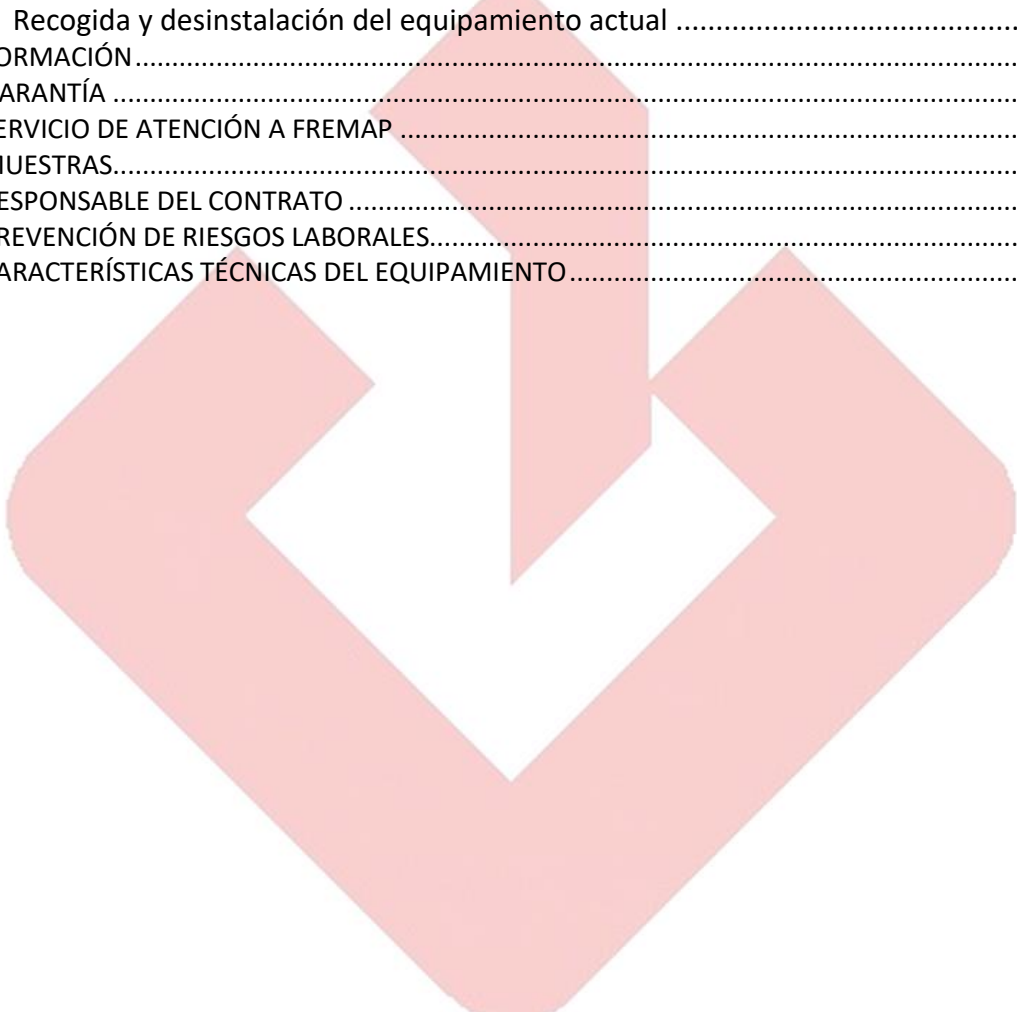 Recogida y desinstalación del equipamiento actual ..........................................
ORMACIÓN..........................................................................................................
ARANTÍA ............................................................................................................
ERVICIO DE ATENCIÓN A FREMAP ......................................................................
UESTRAS............................................................................................................
ESPONSABLE DEL CONTRATO ............................................................................
REVENCIÓN DE RIESGOS LABORALES..................................................................
ARACTERÍSTICAS TÉCNICAS DEL EQUIPAMIENTO................................................